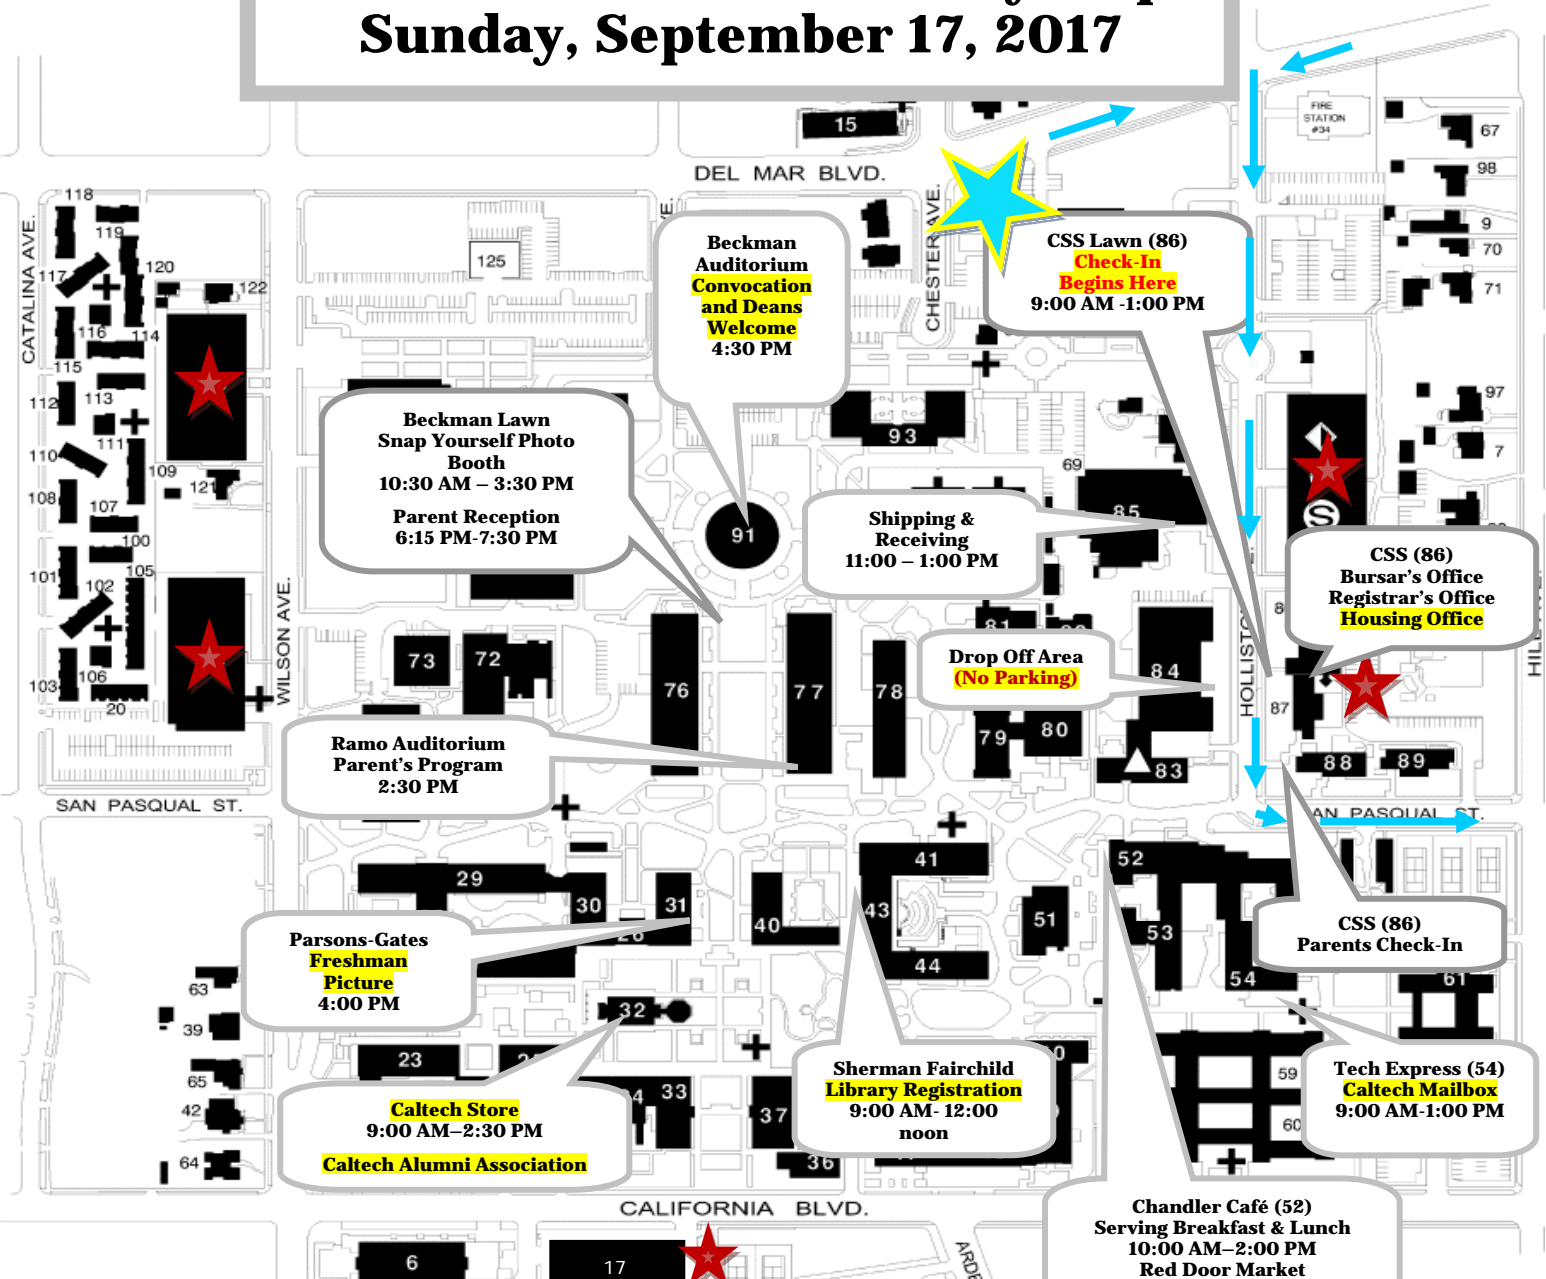 Sunday, September 17, 2017
FIRE
STATION
#34
15
67
DEL MAR BLVD.
98
118
119
9
CATALINA AVE.
CHESTER AVE.
125
120
117
122
70
71
116
114
115
Beckman
Auditorium
Convocation
and Deans
Welcome
4:30 PM
CSS Lawn (86)
Check-In
Begins Here
9:00 AM -1:00 PM
112
113
97
111
93
110
7
109
69
108
121
107
Beckman Lawn
Snap Yourself Photo
Booth
10:30 AM – 3:30 PM
Parent Reception
6:15 PM-7:30 PM
85
Shipping &
Receiving
11:00 – 1:00 PM
S
91
100
101
105
102
CSS (86)
Bursar's Office
Registrar's Office
Housing Office
WILSON AVE.
81
73
72
76
77
78
84
Drop Off Area
(No Parking)
103
106
20
87
79
80
83
88
89
Ramo Auditorium
Parent's Program
2:30 PM
SAN PASQUAL ST.
AN PASQUAL ST.
41
52
29
30
31
40
43
51
53
44
54
61
CSS (86)
Parents Check-In
Parsons-Gates
Freshman
Picture
4:00 PM
63
39
32
65
23
42
64
33
37
36
59
60
Caltech Store
9:00 AM–2:30 PM
Caltech Alumni Association
Sherman Fairchild
Library Registration
9:00 AM- 12:00
noon
Tech Express (54)
Caltech Mailbox
9:00 AM-1:00 PM
CALIFORNIA BLVD.
Chandler Café (52)
Serving Breakfast & Lunch
10:00 AM–2:00 PM
Red Door Market
6
17